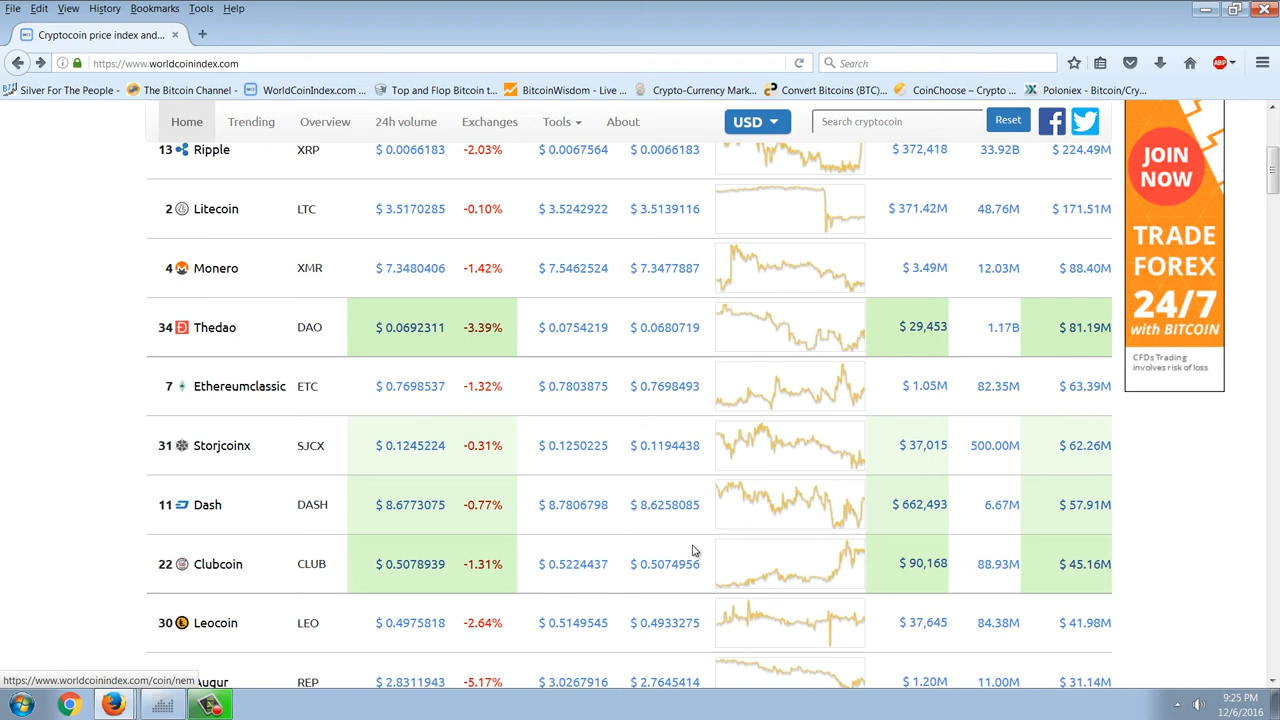 File Edit View History Bookmarks Tools Help
Cryptocoin price index and... × +
https://www.worldcoinindex.com Search ABP
Silver For The People - The Bitcoin Channel - WorldCoinIndex.com Top and Flop Bitcoin t... BitcoinWisdom - Live ... Crypto-Currency Mark... Convert Bitcoins (BTC)... CoinChoose – Crypto ... Poloniex - Bitcoin/Cry...
Home Trending Overview 24h volume Exchanges Tools About USD Search cryptocoin Reset
13 Ripple XRP $ 0.0066183 -2.03% $ 0.0067564 $ 0.0066183 $ 372,418 33.92B $ 224.49M
2 Litecoin LTC $ 3.5170285 -0.10% $ 3.5242922 $ 3.5139116 $ 371.42M 48.76M $ 171.51M
4 Monero XMR $ 7.3480406 -1.42% $ 7.5462524 $ 7.3477887 $ 3.49M 12.03M $ 88.40M
34 Thedao DAO $ 0.0692311 -3.39% $ 0.0754219 $ 0.0680719 $ 29,453 1.17B $ 81.19M
7 Ethereumclassic ETC $ 0.7698537 -1.32% $ 0.7803875 $ 0.7698493 $ 1.05M 82.35M $ 63.39M
31 Storjcoinx SJCX $ 0.1245224 -0.31% $ 0.1250225 $ 0.1194438 $ 37,015 500.00M $ 62.26M
11 Dash DASH $ 8.6773075 -0.77% $ 8.7806798 $ 8.6258085 $ 662,493 6.67M $ 57.91M
22 Clubcoin CLUB $ 0.5078939 -1.31% $ 0.5224437 $ 0.5074956 $ 90,168 88.93M $ 45.16M
30 Leocoin LEO $ 0.4975818 -2.64% $ 0.5149545 $ 0.4933275 $ 37,645 84.38M $ 41.98M
Augur REP $ 2.8311943 -5.17% $ 3.0267916 $ 2.7645414 $ 1.20M 11.00M $ 31.14M
JOIN
NOW
TRADE
FOREX
24/7
with BITCOIN
CFDs Trading
involves risk of loss
https://www.worldcoinindex.com/coin/nem
9:25 PM
12/6/2016